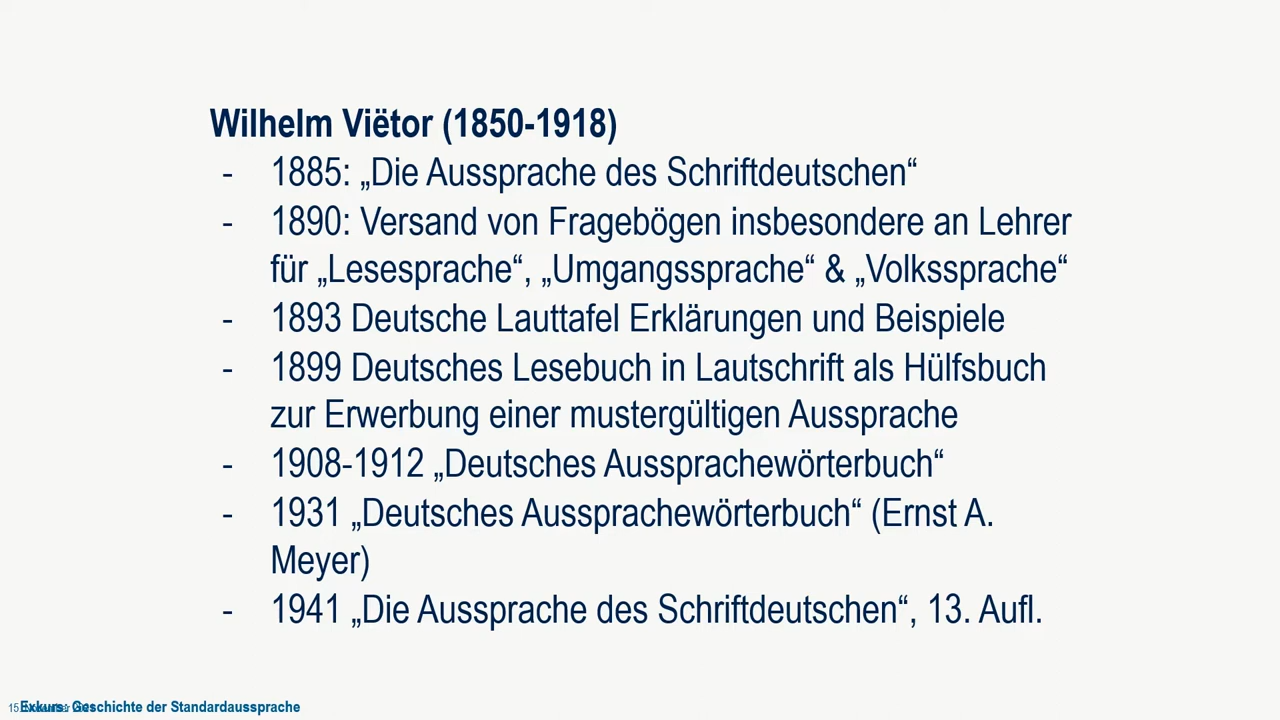 Wilhelm Viëtor (1850-1918)
- 1885: „Die Aussprache des Schriftdeutschen“
- 1890: Versand von Fragebögen insbesondere an Lehrer
für „Lesesprache“, „Umgangssprache“ & „Volkssprache“
- 1893 Deutsche Lauttafel Erklärungen und Beispiele
- 1899 Deutsches Lesebuch in Lautschrift als Hülfsbuch
zur Erwerbung einer mustergültigen Aussprache
- 1908-1912 „Deutsches Aussprachewörterbuch“
- 1931 „Deutsches Aussprachewörterbuch“ (Ernst A.
Meyer)
- 1941 „Die Aussprache des Schriftdeutschen“, 13. Aufl.
Exkurs: Geschichte der Standardaussprache